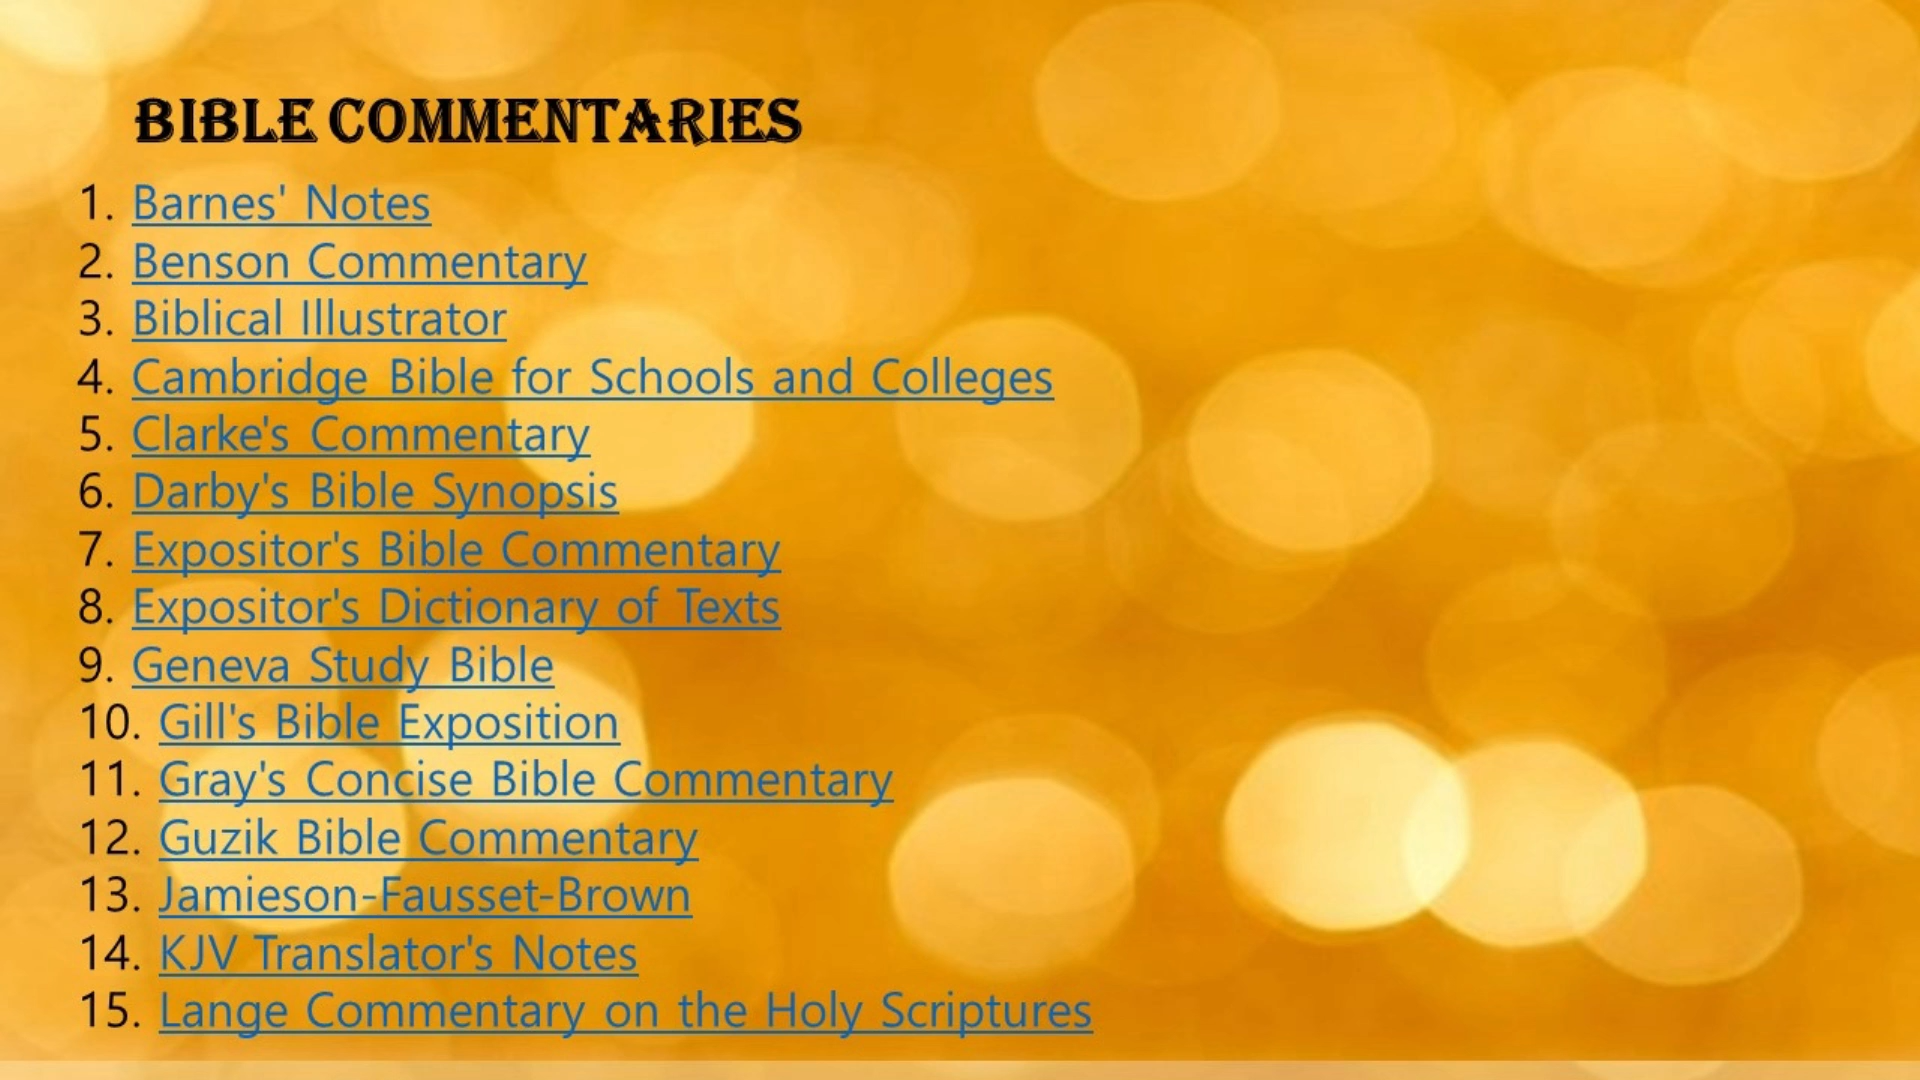 BIBLE COMMENTARIES
1. Barnes' Notes
2. Benson Commentary
3. Biblical Illustrator
4. Cambridge Bible for Schools and Colleges
5. Clarke's Commentary
6. Darby's Bible Synopsis
7. Expositor's Bible Commentary
8. Expositor's Dictionary of Texts
9. Geneva Study Bible
10. Gill's Bible Exposition
11. Gray's Concise Bible Commentary
12. Guzik Bible Commentary
13. Jamieson-Fausset-Brown
14. KJV Translator's Notes
15. Lange Commentary on the Holy Scriptures